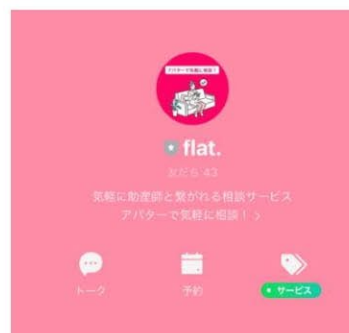 アバターで気軽に相談！
flat.
友だち 43
気軽に助産師と繋がれる相談サービス
アバターで気軽に相談！ >
トーク
予約
サービス